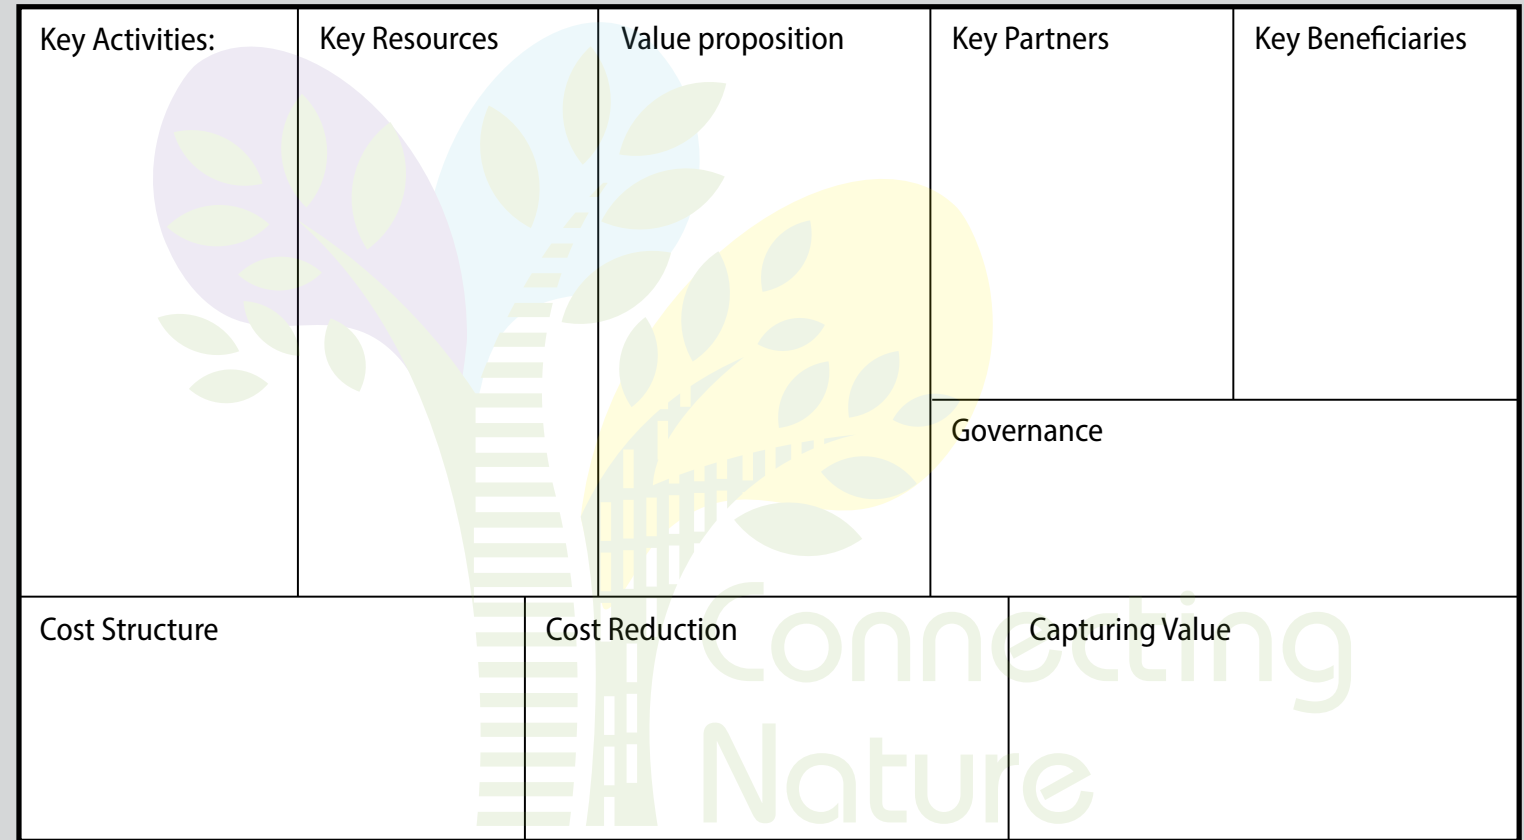 Key Activities:
Key Resources
Value proposition
Key Partners
Key Beneficiaries
Governance
Cost Structure
Cost Reduction
Capturing Value
Connecting
Nature